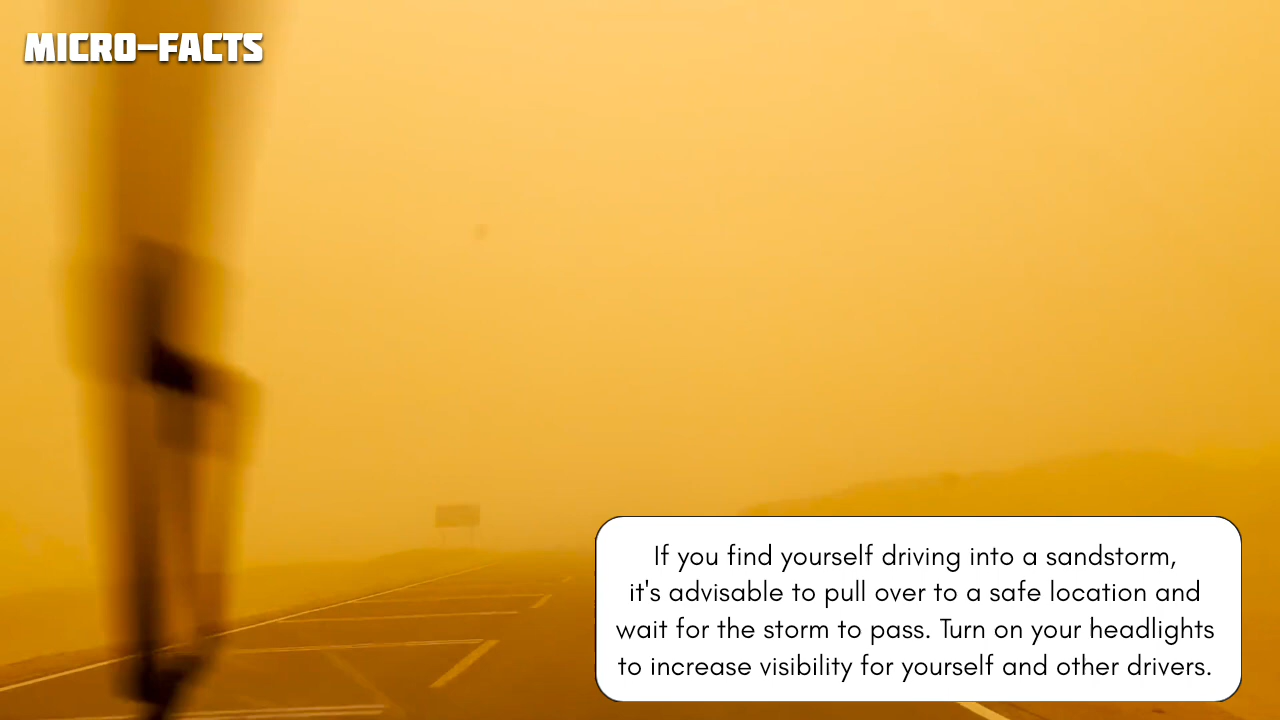 MICRO-FACTS
If you find yourself driving into a sandstorm,
it's advisable to pull over to a safe location and
wait for the storm to pass. Turn on your headlights
to increase visibility for yourself and other drivers.